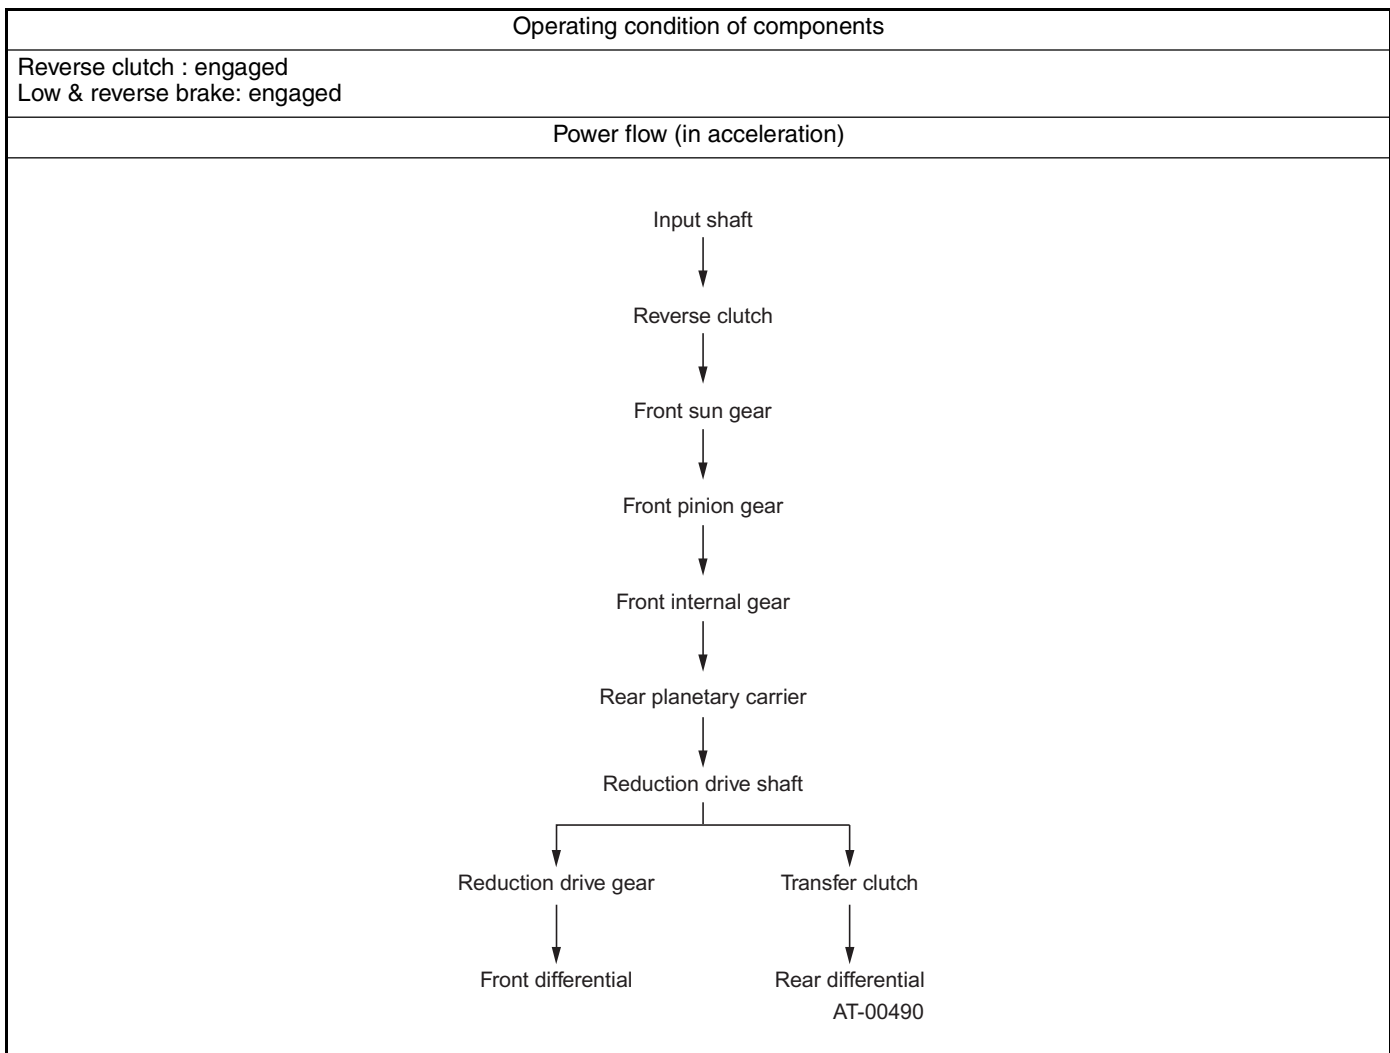 Operating condition of components
Reverse clutch : engaged
Low & reverse brake: engaged
Power flow (in acceleration)
Input shaft
Reverse clutch
Front sun gear
Front pinion gear
Front internal gear
Rear planetary carrier
Reduction drive shaft
Reduction drive gear
Transfer clutch
Front differential
Rear differential
AT-00490